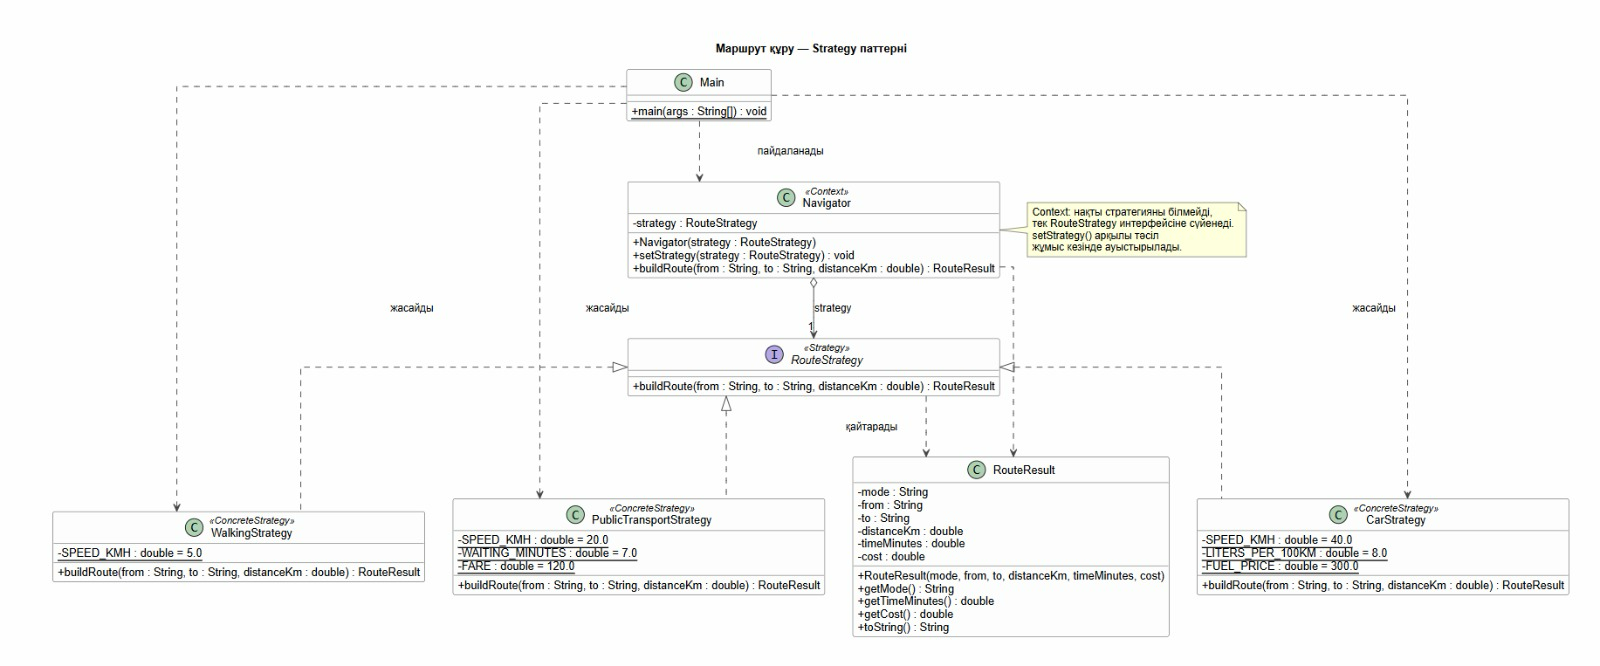 Маршрут құру — Strategy паттерні
C Main
+main(args : String[]) : void
пайдаланады
«Context»
C Navigator
-strategy : RouteStrategy
+Navigator(strategy : RouteStrategy)
+setStrategy(strategy : RouteStrategy) : void
+buildRoute(from : String, to : String, distanceKm : double) : RouteResult
Context: нақты стратегияны білмейді,
тек RouteStrategy интерфейсіне сүйенеді.
setStrategy() арқылы тәсіл
жұмыс кезінде ауыстырылады.
жасайды
жасайды
strategy
1
жасайды
«Strategy»
I RouteStrategy
+buildRoute(from : String, to : String, distanceKm : double) : RouteResult
қайтарады
«ConcreteStrategy»
C WalkingStrategy
-SPEED_KMH : double = 5.0
+buildRoute(from : String, to : String, distanceKm : double) : RouteResult
«ConcreteStrategy»
C PublicTransportStrategy
-SPEED_KMH : double = 20.0
-WAITING_MINUTES : double = 7.0
-FARE : double = 120.0
+buildRoute(from : String, to : String, distanceKm : double) : RouteResult
C RouteResult
-mode : String
-from : String
-to : String
-distanceKm : double
-timeMinutes : double
-cost : double
+RouteResult(mode, from, to, distanceKm, timeMinutes, cost)
+getMode() : String
+getTimeMinutes() : double
+getCost() : double
+toString() : String
«ConcreteStrategy»
C CarStrategy
-SPEED_KMH : double = 40.0
-LITERS_PER_100KM : double = 8.0
-FUEL_PRICE : double = 300.0
+buildRoute(from : String, to : String, distanceKm : double) : RouteResult